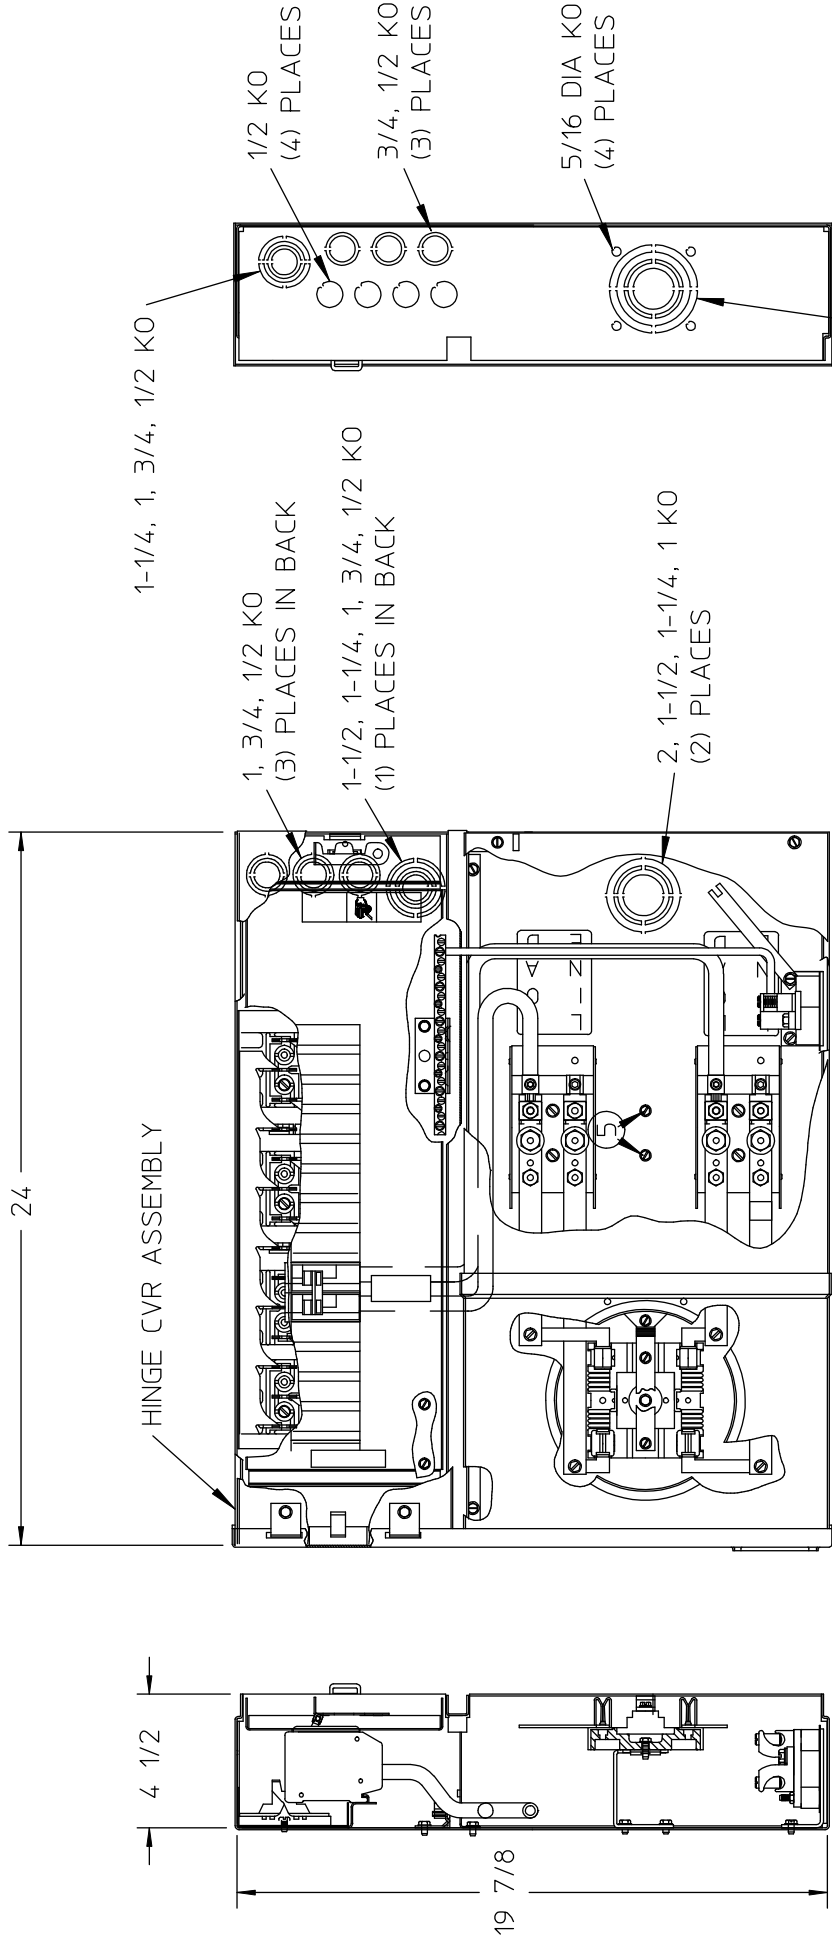 1/2 KO
(4) PLACES
3/4, 1/2 KO
(3) PLACES
5/16 DIA KO
(4) PLACES
1-1/4, 1, 3/4, 1/2 KO
1, 3/4, 1/2 KO
(3) PLACES IN BACK
1-1/2, 1-1/4, 1, 3/4, 1/2 KO
(1) PLACES IN BACK
2, 1-1/2, 1-1/4, 1 KO
(2) PLACES
24
HINGE CVR ASSEMBLY
5
4 1/2
19 7/8